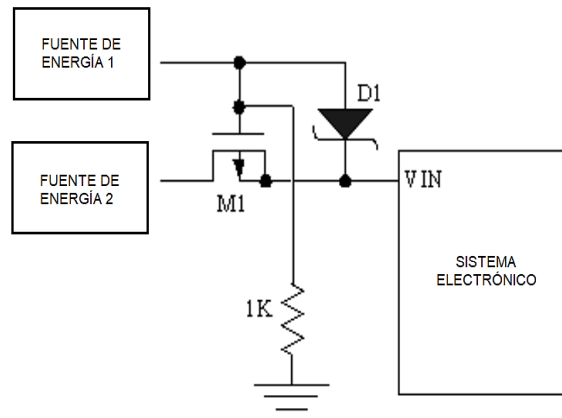 FUENTE DE
ENERGÍA 1
D1
FUENTE DE
ENERGÍA 2
M1
VIN
SISTEMA
ELECTRÓNICO
1K